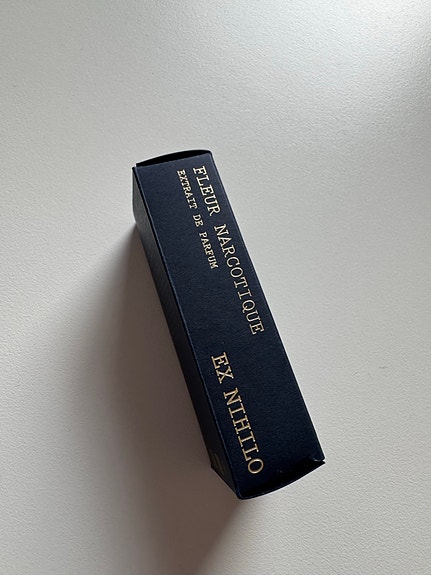 FLEUR NARCOTIQUE
EXTRAIT DE PARFUM
EX NIHILO